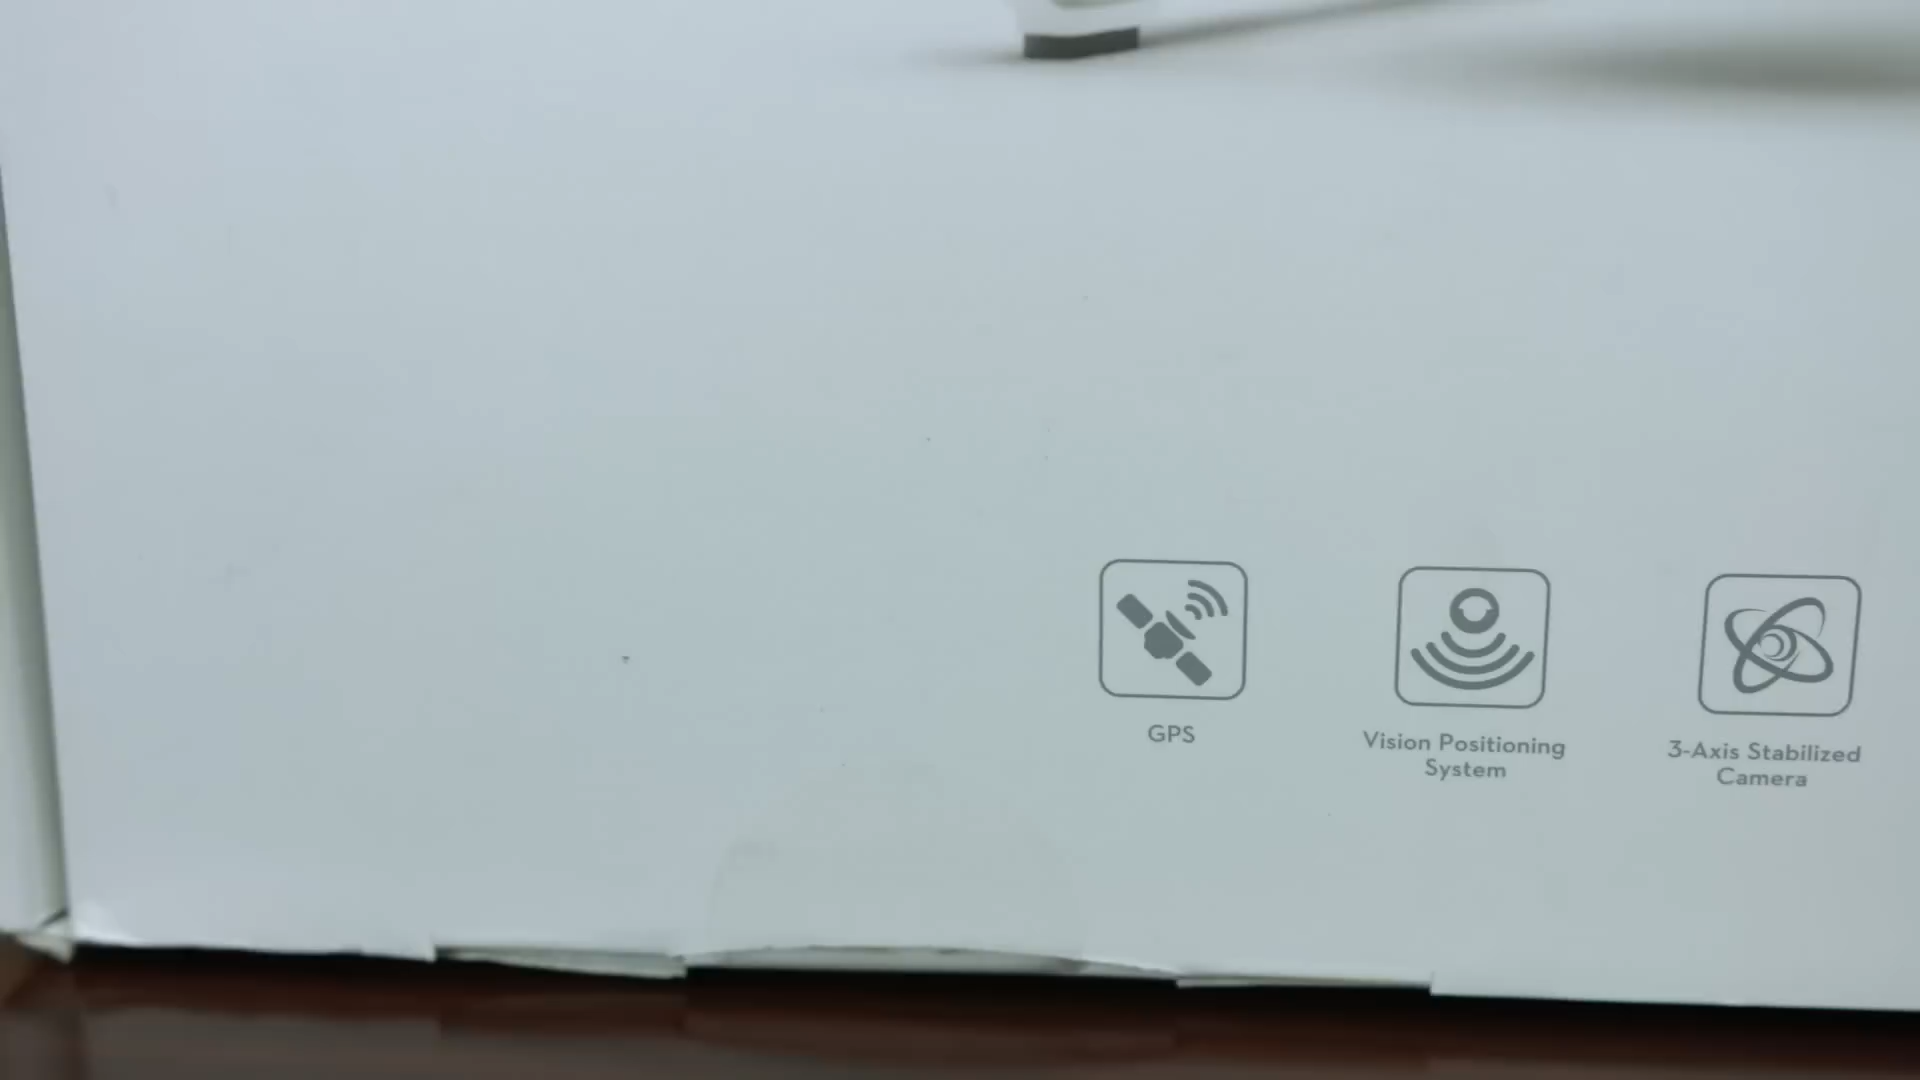 GPS
Vision Positioning
System
3-Axis Stabilized
Camera